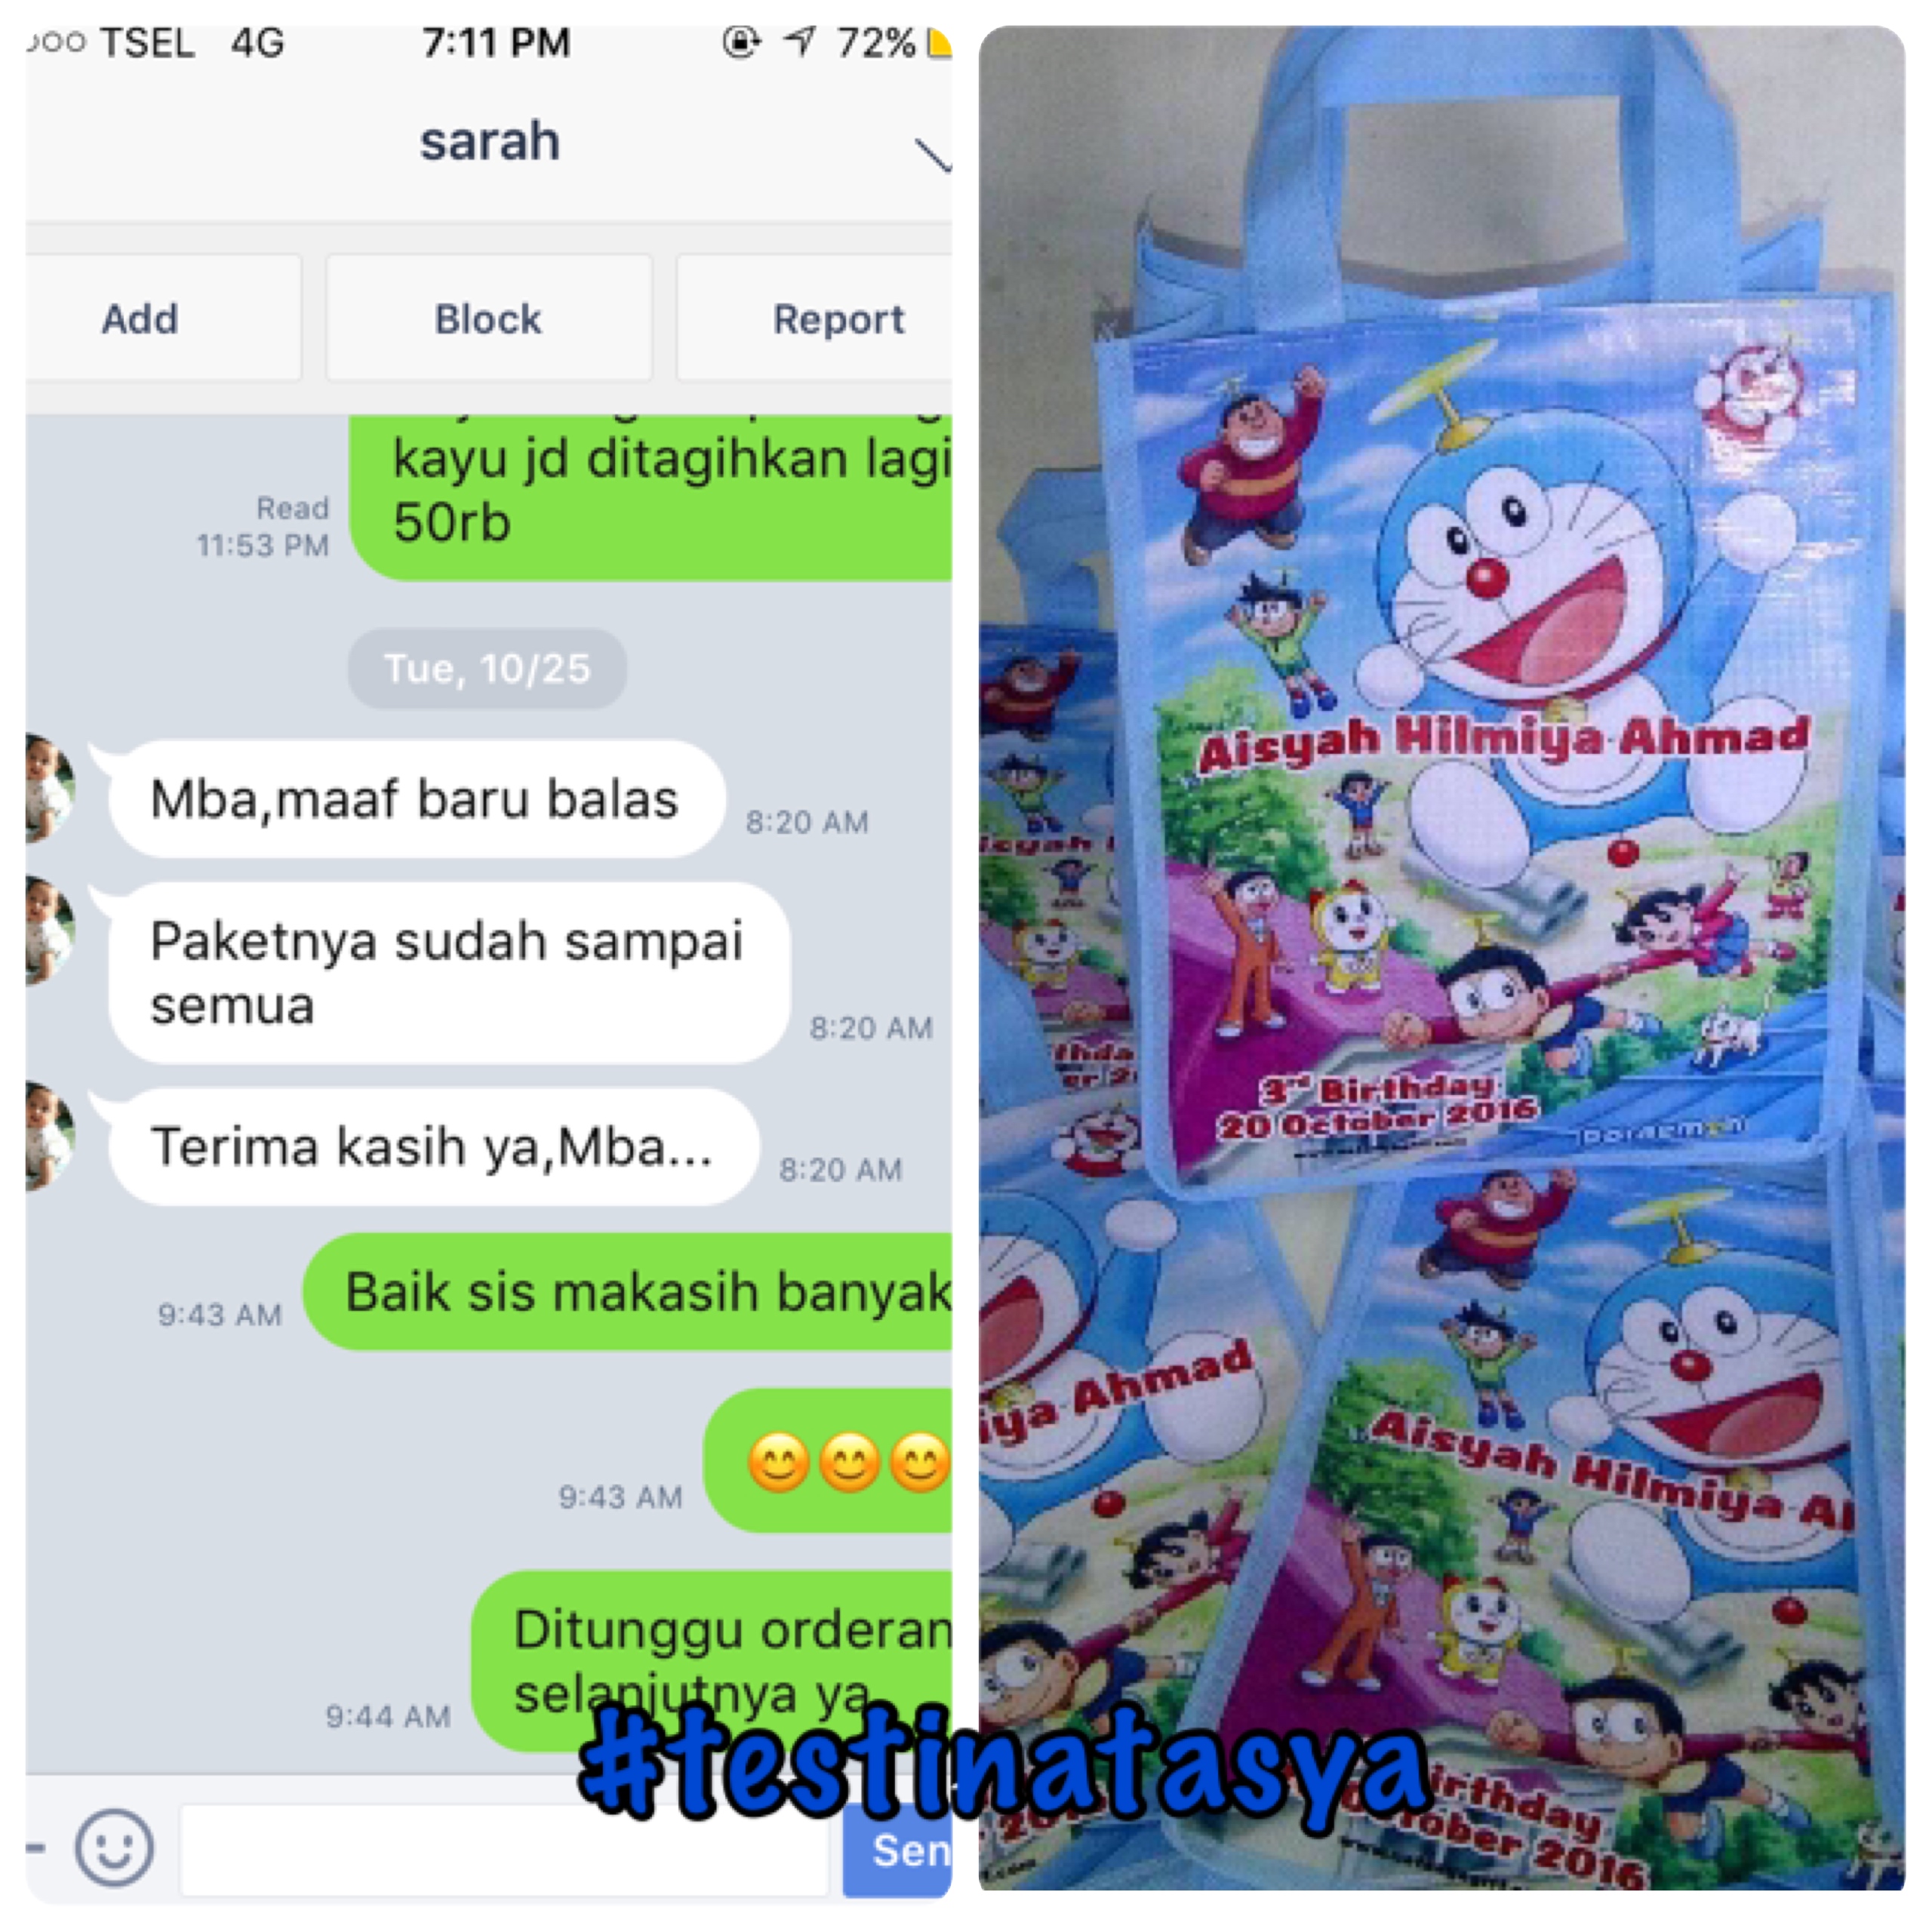 TSEL 4G 7:11 PM 72%
sarah
Add Block Report
kayu jd ditagihkan lagi
50rb
Read
11:53 PM
Tue, 10/25
Mba,maaf baru balas
8:20 AM
Paketnya sudah sampai
semua
8:20 AM
Terima kasih ya,Mba...
8:20 AM
Baik sis makasih banyak
9:43 AM
😊😊😊
9:43 AM
Ditunggu orderan
selanjutnya ya
9:44 AM
Sen
#testinatasya
Aisyah Hilmiya Ahmad
3rd Birthday
20 October 2016
Doraemon
iya Ahmad
Aisyah Hilmiya A
irthday
ober 2016